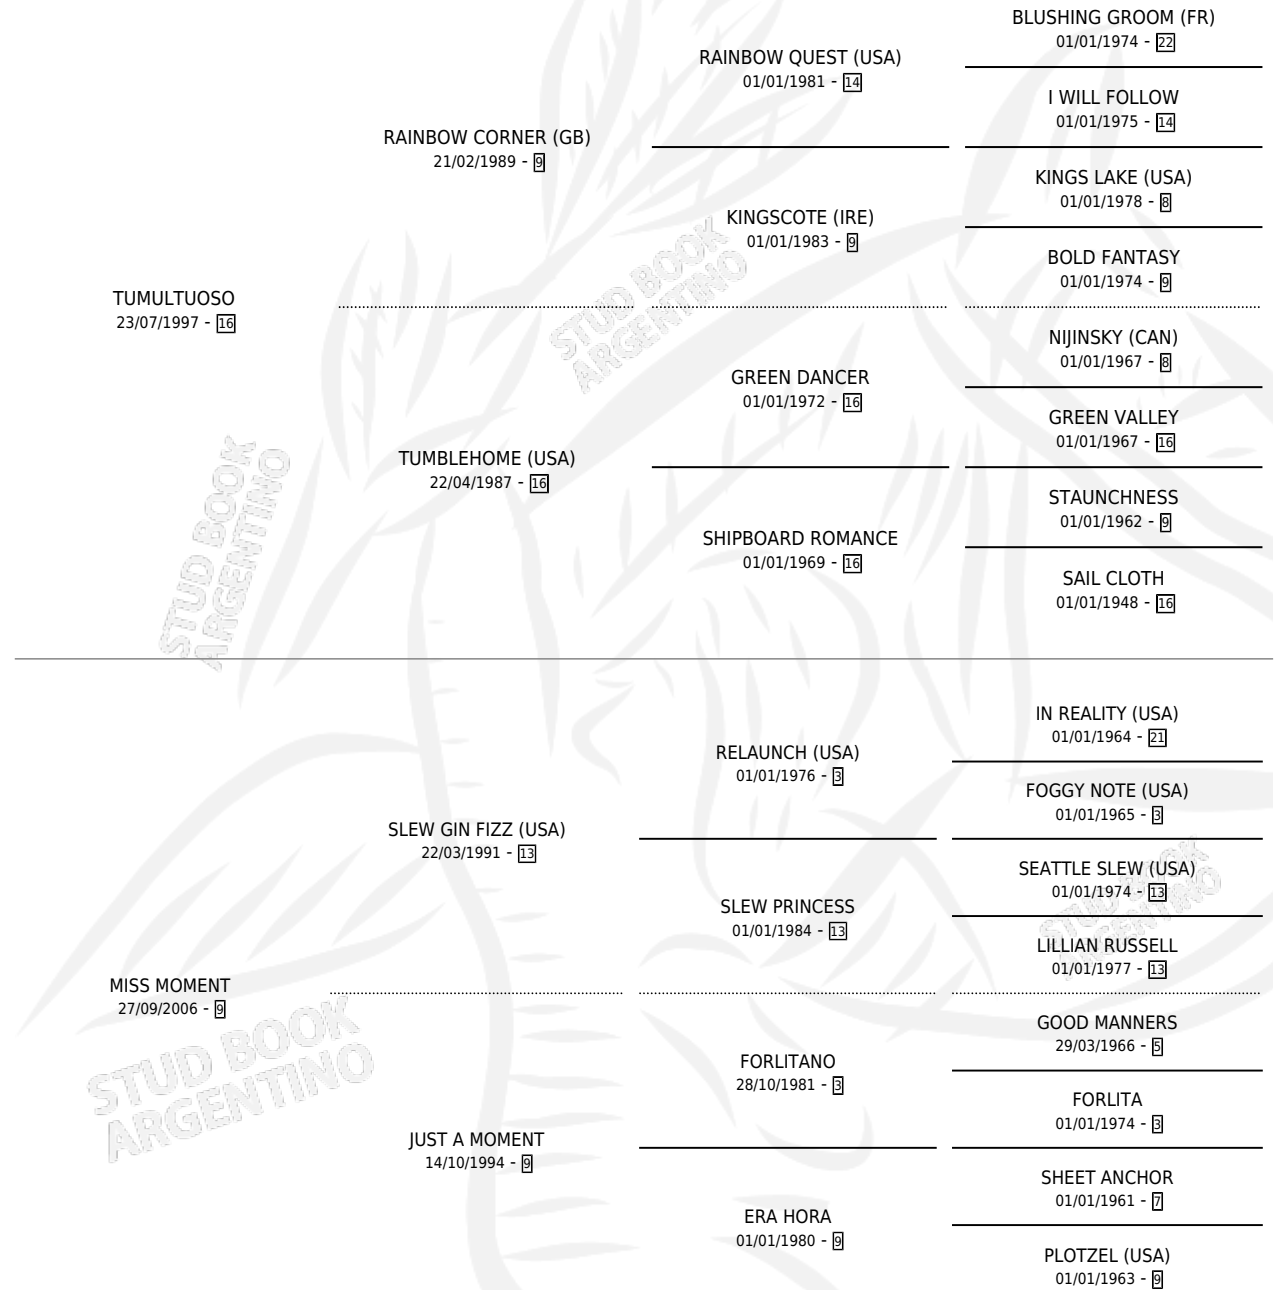 BLUSHING GROOM (FR)
01/01/1974 - 22
RAINBOW QUEST (USA)
01/01/1981 - 14
I WILL FOLLOW
01/01/1975 - 14
RAINBOW CORNER (GB)
21/02/1989 - 9
KINGS LAKE (USA)
01/01/1978 - 8
KINGSCOTE (IRE)
01/01/1983 - 9
BOLD FANTASY
01/01/1974 - 9
TUMULTUOSO
23/07/1997 - 16
STUD BOOK
ARGENTINO
NIJINSKY (CAN)
01/01/1967 - 8
GREEN DANCER
01/01/1972 - 16
GREEN VALLEY
01/01/1967 - 16
TUMBLEHOME (USA)
22/04/1987 - 16
STAUNCHNESS
01/01/1962 - 9
SHIPBOARD ROMANCE
01/01/1969 - 16
SAIL CLOTH
01/01/1948 - 16
STUD BOOK
ARGENTINO
IN REALITY (USA)
01/01/1964 - 21
RELAUNCH (USA)
01/01/1976 - 3
FOGGY NOTE (USA)
01/01/1965 - 3
SLEW GIN FIZZ (USA)
22/03/1991 - 13
SEATTLE SLEW (USA)
01/01/1974 - 13
SLEW PRINCESS
01/01/1984 - 13
LILLIAN RUSSELL
01/01/1977 - 13
STUD BOOK
ARGENTINO
MISS MOMENT
27/09/2006 - 9
GOOD MANNERS
29/03/1966 - 5
FORLITANO
28/10/1981 - 3
FORLITA
01/01/1974 - 3
STUD BOOK
ARGENTINO
JUST A MOMENT
14/10/1994 - 9
SHEET ANCHOR
01/01/1961 - 7
ERA HORA
01/01/1980 - 9
PLOTZEL (USA)
01/01/1963 - 9